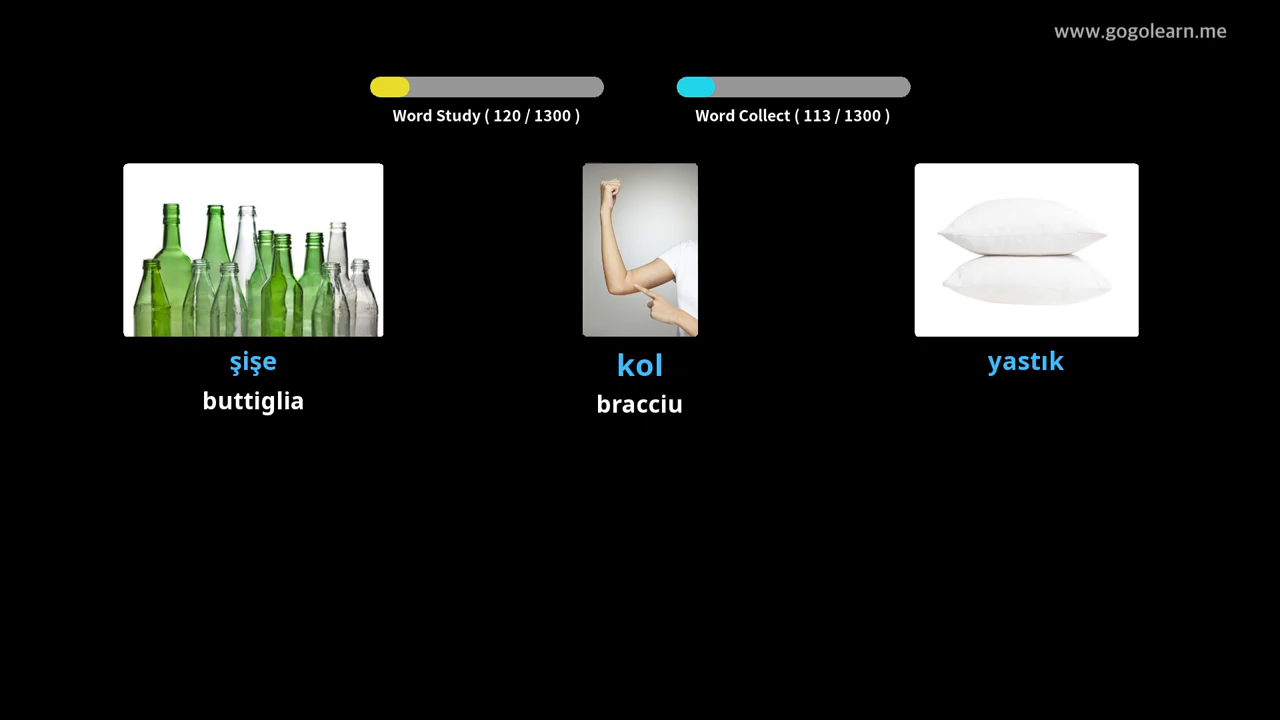 www.gogolearn.me
Word Study ( 120 / 1300 )
Word Collect ( 113 / 1300 )
şişe
buttiglia
kol
bracciu
yastık